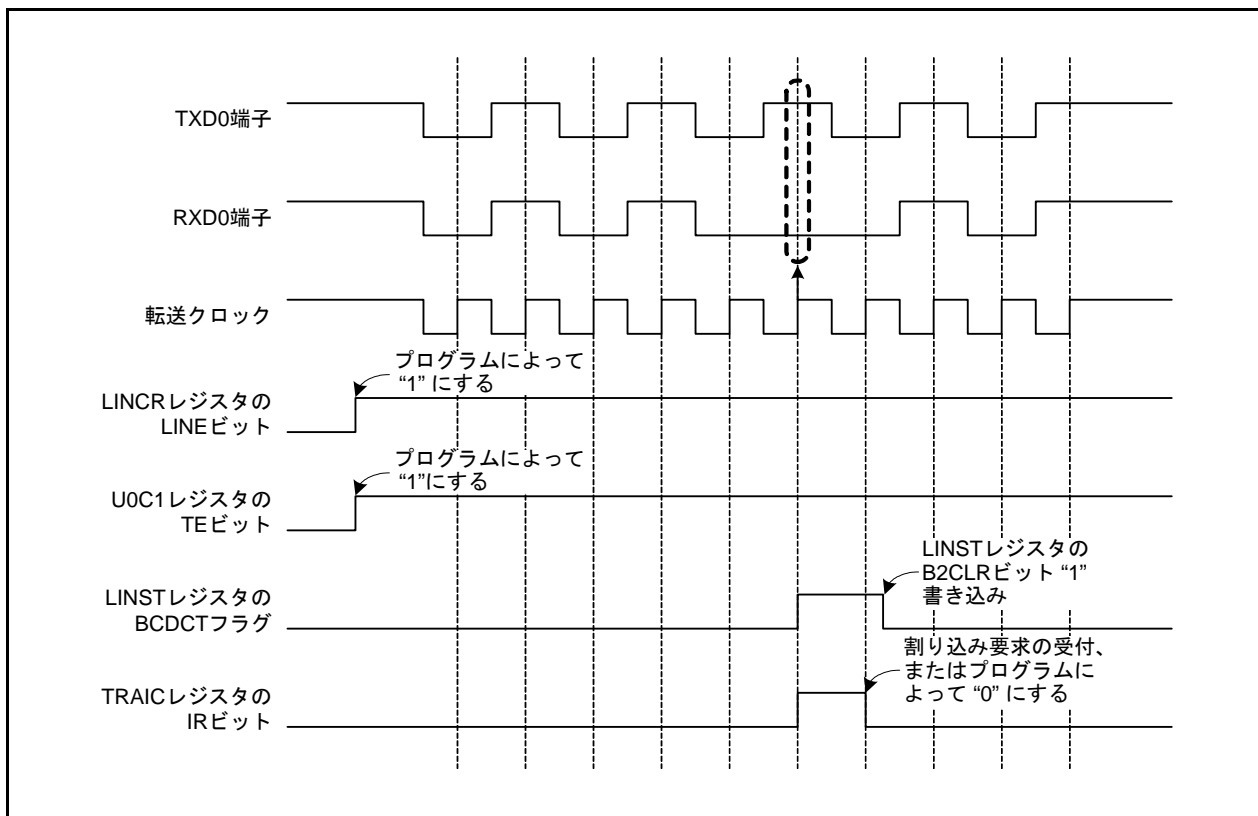 TXD0端子
RXD0端子
転送クロック
プログラムによって
“1” にする
LINCRレジスタの
LINEビット
プログラムによって
“1”にする
U0C1レジスタの
TEビット
LINSTレジスタの
B2CLRビット “1”
書き込み
LINSTレジスタの
BCDCTフラグ
割り込み要求の受付、
またはプログラムに
よって “0” にする
TRAICレジスタの
IRビット